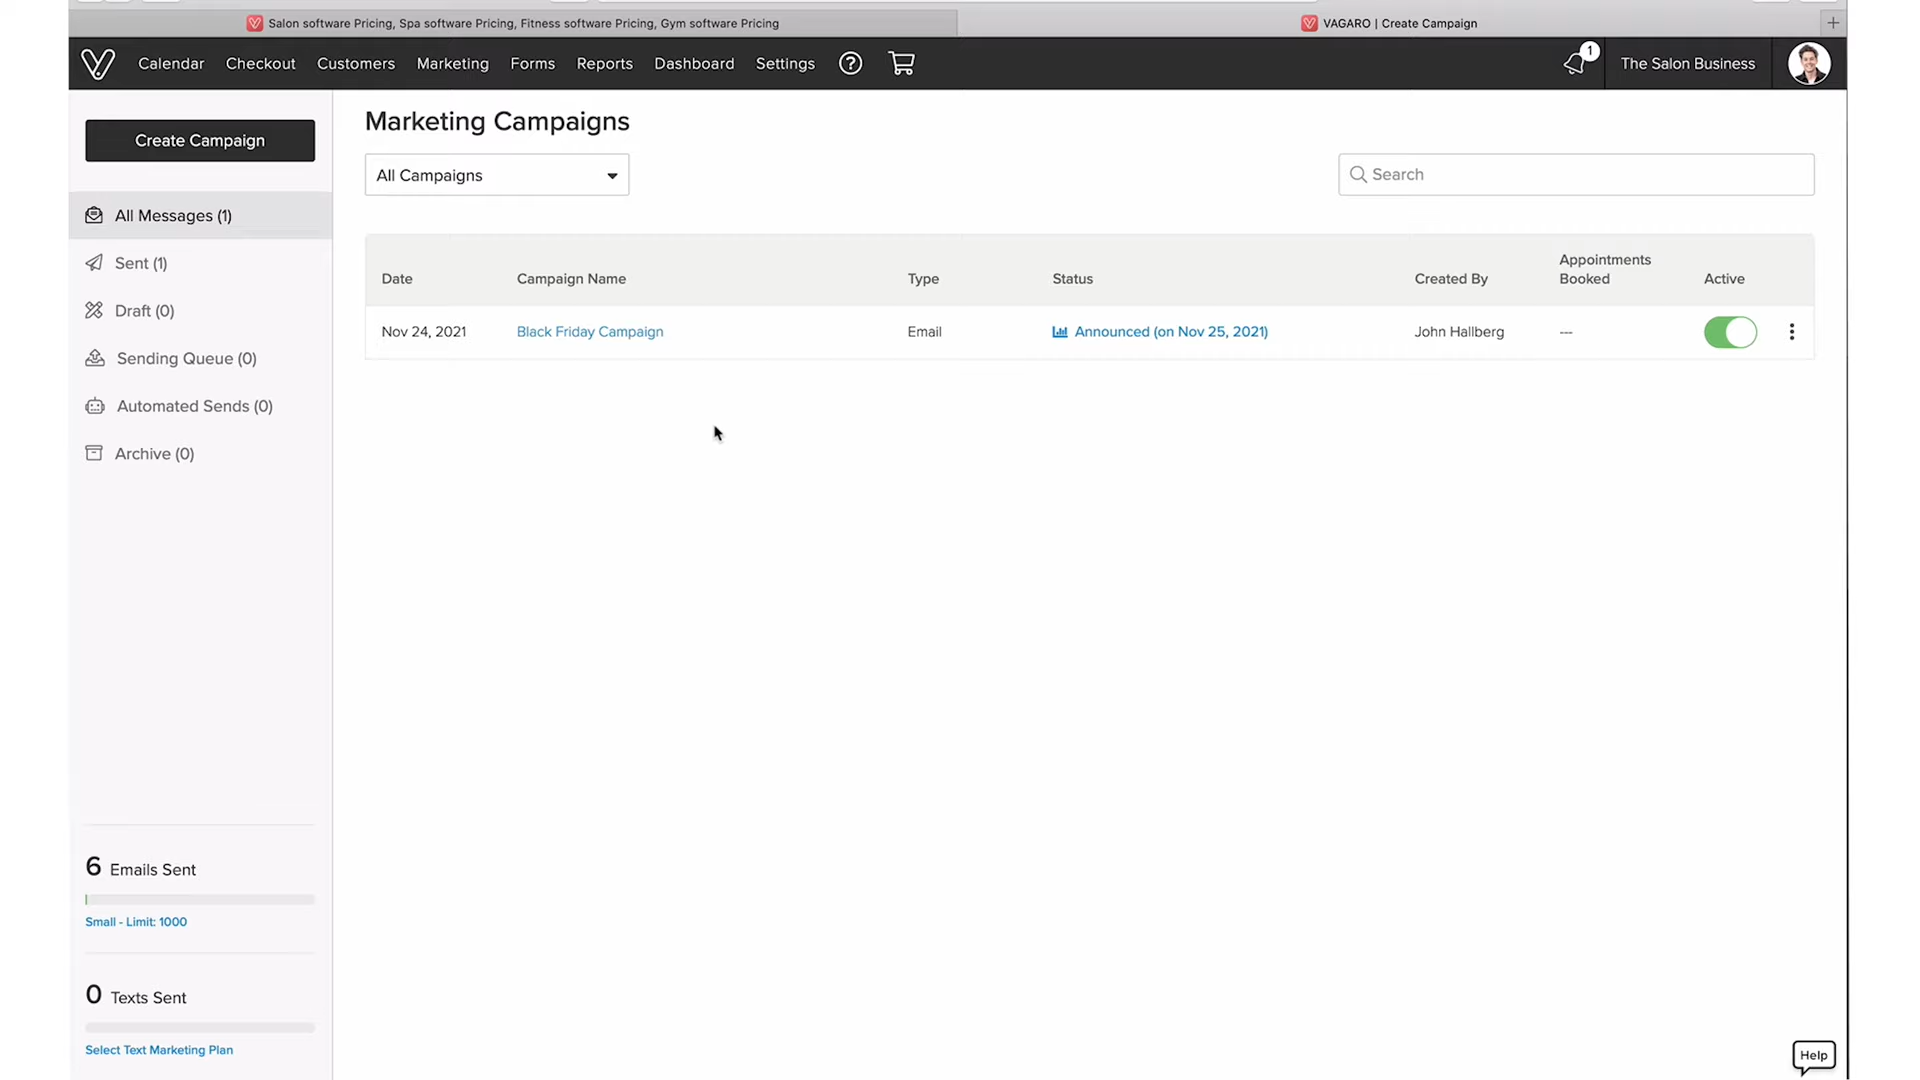 Salon software Pricing, Spa software Pricing, Fitness software Pricing, Gym software Pricing
VAGARO | Create Campaign
Calendar Checkout Customers Marketing Forms Reports Dashboard Settings ? 1 The Salon Business
Create Campaign
All Messages (1)
Sent (1)
Draft (0)
Sending Queue (0)
Automated Sends (0)
Archive (0)
6 Emails Sent
Small - Limit: 1000
0 Texts Sent
Select Text Marketing Plan
Marketing Campaigns
All Campaigns
Search
Date Campaign Name Type Status Created By Appointments Booked Active
Nov 24, 2021 Black Friday Campaign Email Announced (on Nov 25, 2021) John Hallberg ---
Help